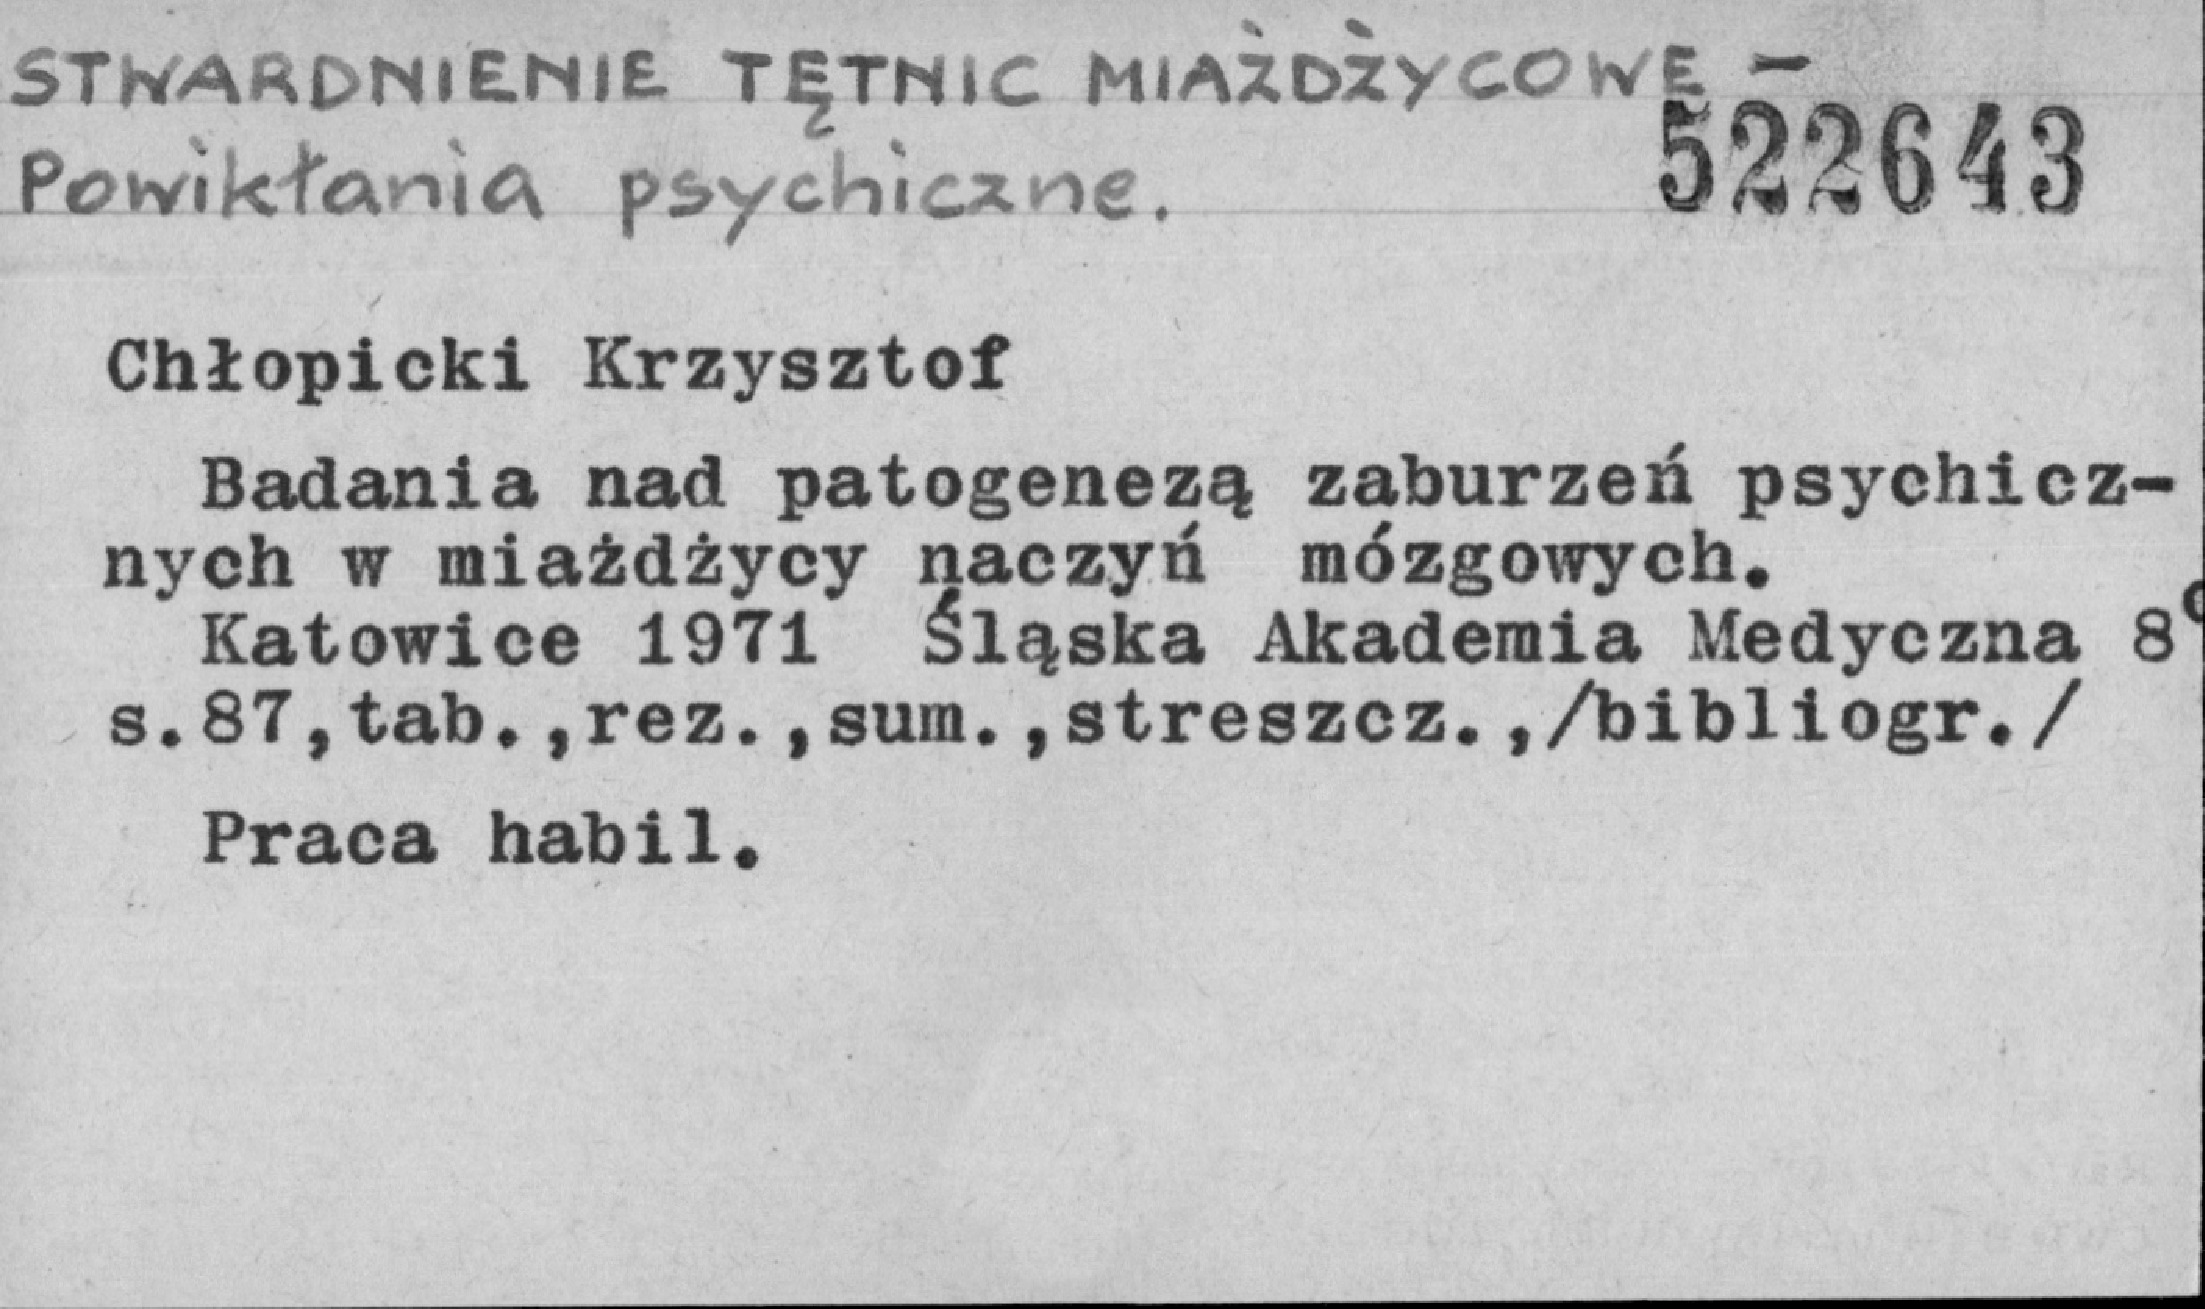 STWARDNIENIE TĘTNIC MIAŻDŻYCOWE –
522643
Powikłania psychiczne.
Chłopicki Krzysztof
Badania nad patogenezą zaburzeń psychicz-
nych w miażdżycy naczyń mózgowych.
Katowice 1971 Śląska Akademia Medyczna 8°
s.87,tab.,rez.,sum.,streszcz.,/bibliogr./
Praca habil.